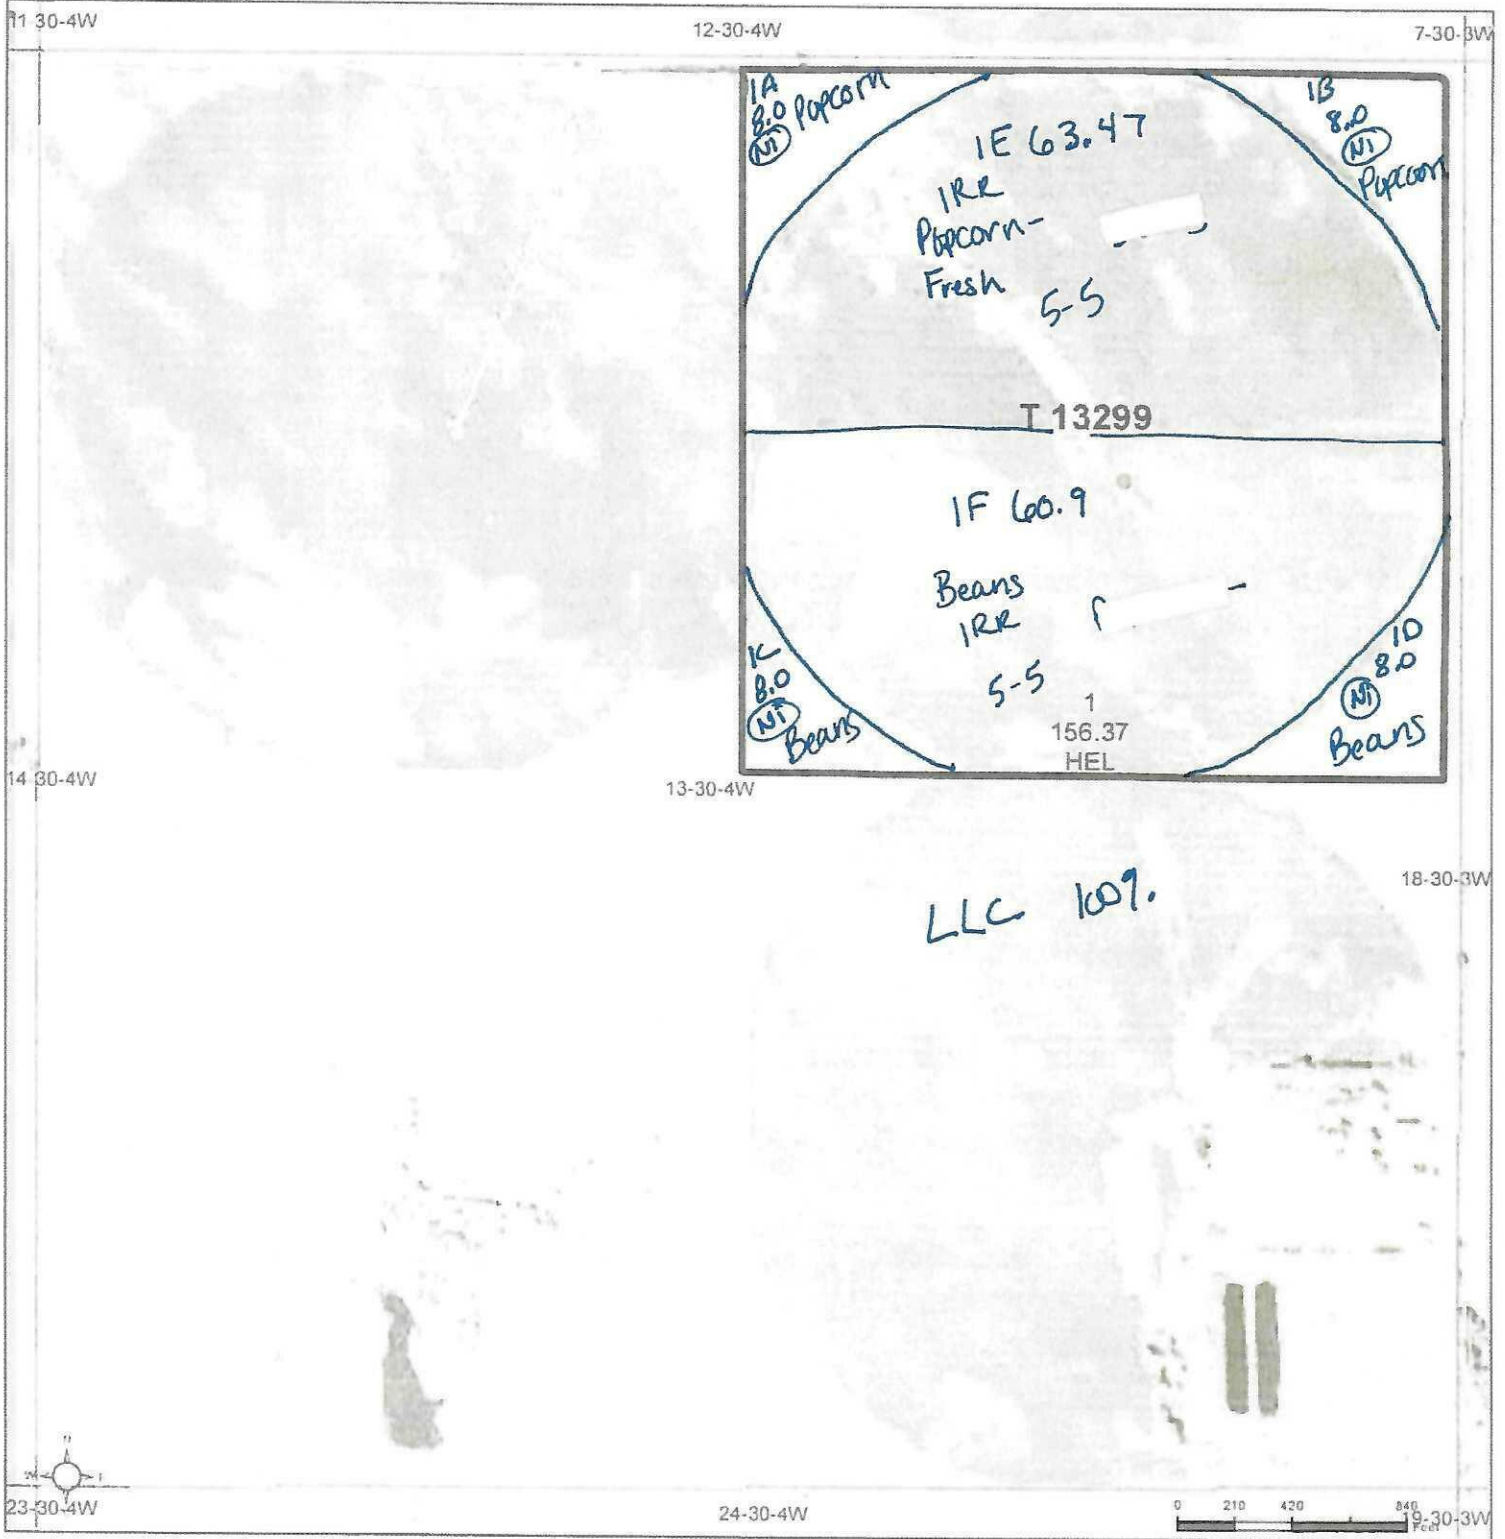 11 30-4W
12-30-4W
7-30-3W
1A
8.0
NI
Popcorn
1B
8.0
NI
Popcorn
1E 63.47
IRR
Popcorn-
Fresh
5-5
T 13299
1F 60.9
Beans
IRR
5-5
1C
8.0
NI
Beans
1D
8.0
NI
Beans
1
156.37
HEL
14 30-4W
13-30-4W
18-30-3W
LLC 100%
N
23-30-4W
24-30-4W
0 210 420 840
Feet
19-30-3W